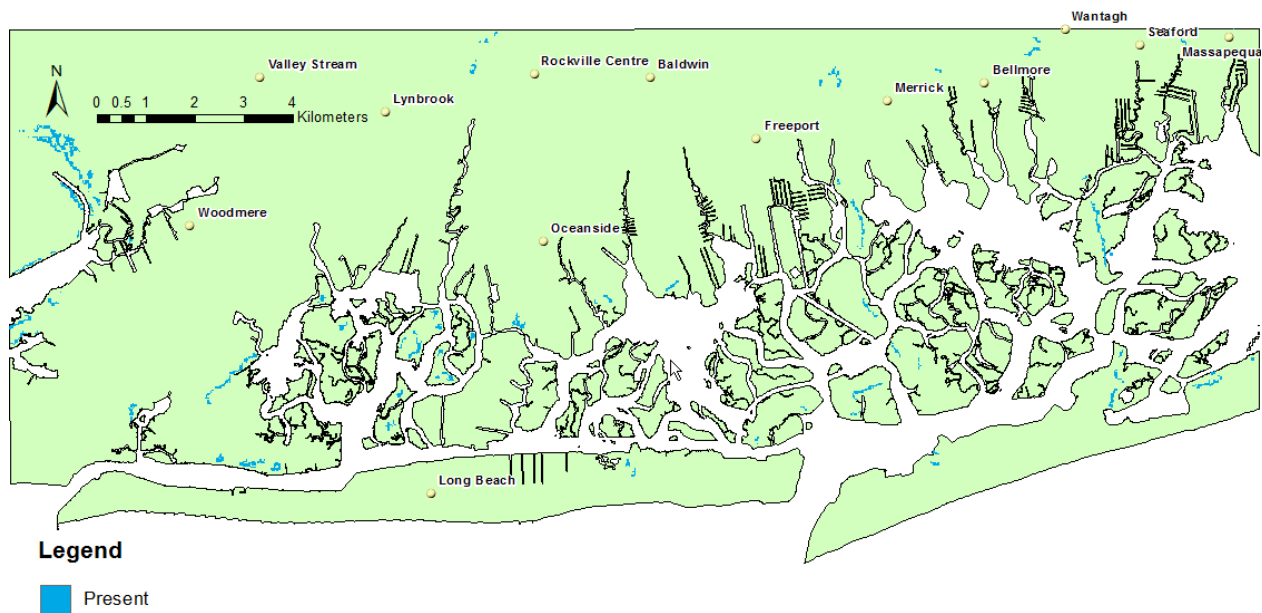 Wantagh
Seaford
Massapequa
Valley Stream
Rockville Centre
Baldwin
Bellmore
Merrick
N
0 0.5 1 2 3 4
Kilometers
Lynbrook
Freeport
Woodmere
Oceanside
Long Beach
Legend
Present